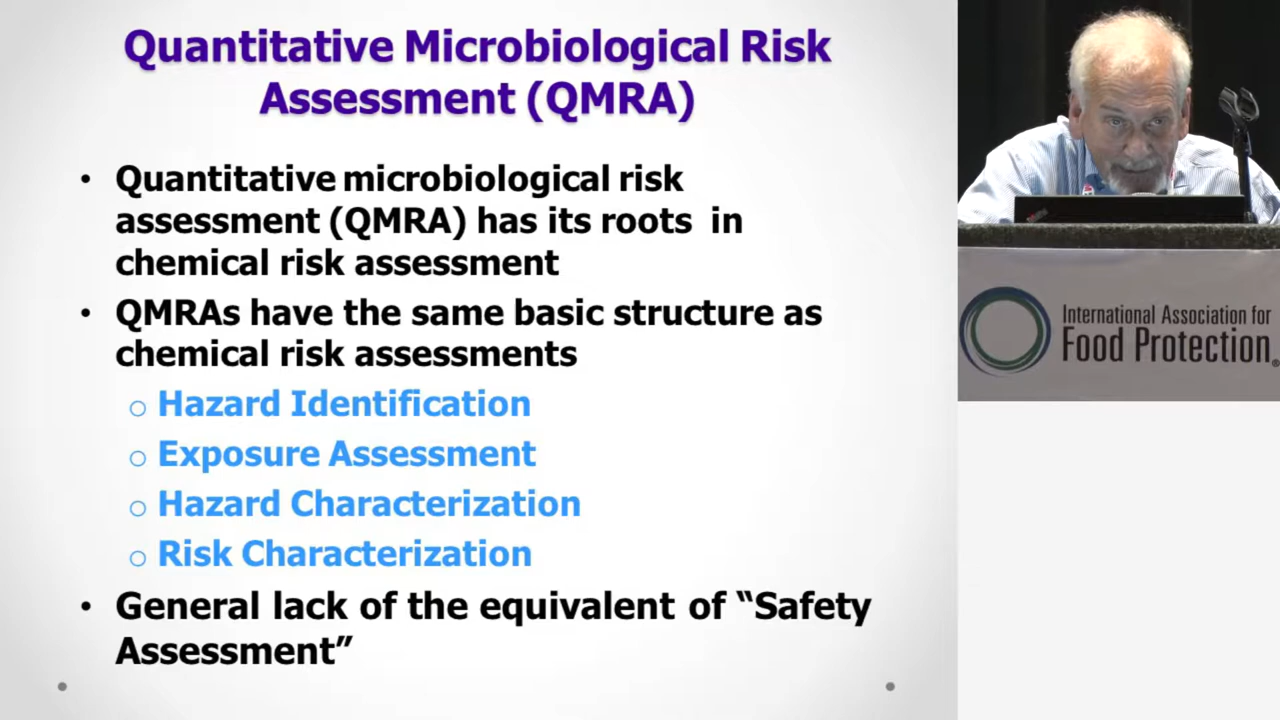 Quantitative Microbiological Risk
Assessment (QMRA)
• Quantitative microbiological risk
assessment (QMRA) has its roots in
chemical risk assessment
• QMRAs have the same basic structure as
chemical risk assessments
o Hazard Identification
o Exposure Assessment
o Hazard Characterization
o Risk Characterization
• General lack of the equivalent of “Safety
Assessment”
International Association for
Food Protection®